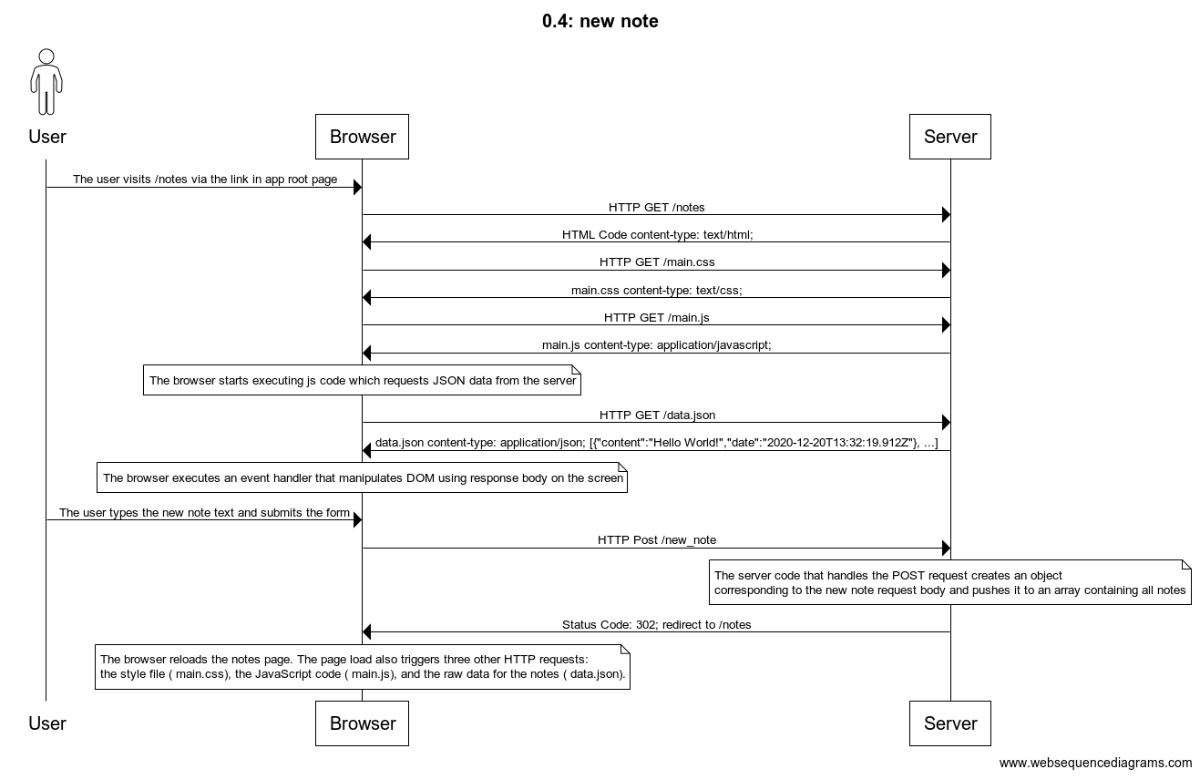 0.4: new note
User
Browser
Server
The user visits /notes via the link in app root page
HTTP GET /notes
HTML Code content-type: text/html;
HTTP GET /main.css
main.css content-type: text/css;
HTTP GET /main.js
main.js content-type: application/javascript;
The browser starts executing js code which requests JSON data from the server
HTTP GET /data.json
data.json content-type: application/json; [{"content":"Hello World!","date":"2020-12-20T13:32:19.912Z"}, ...]
The browser executes an event handler that manipulates DOM using response body on the screen
The user types the new note text and submits the form
HTTP Post /new_note
The server code that handles the POST request creates an object
corresponding to the new note request body and pushes it to an array containing all notes
Status Code: 302; redirect to /notes
The browser reloads the notes page. The page load also triggers three other HTTP requests:
the style file ( main.css), the JavaScript code ( main.js), and the raw data for the notes ( data.json).
User
Browser
Server
www.websequencediagrams.com